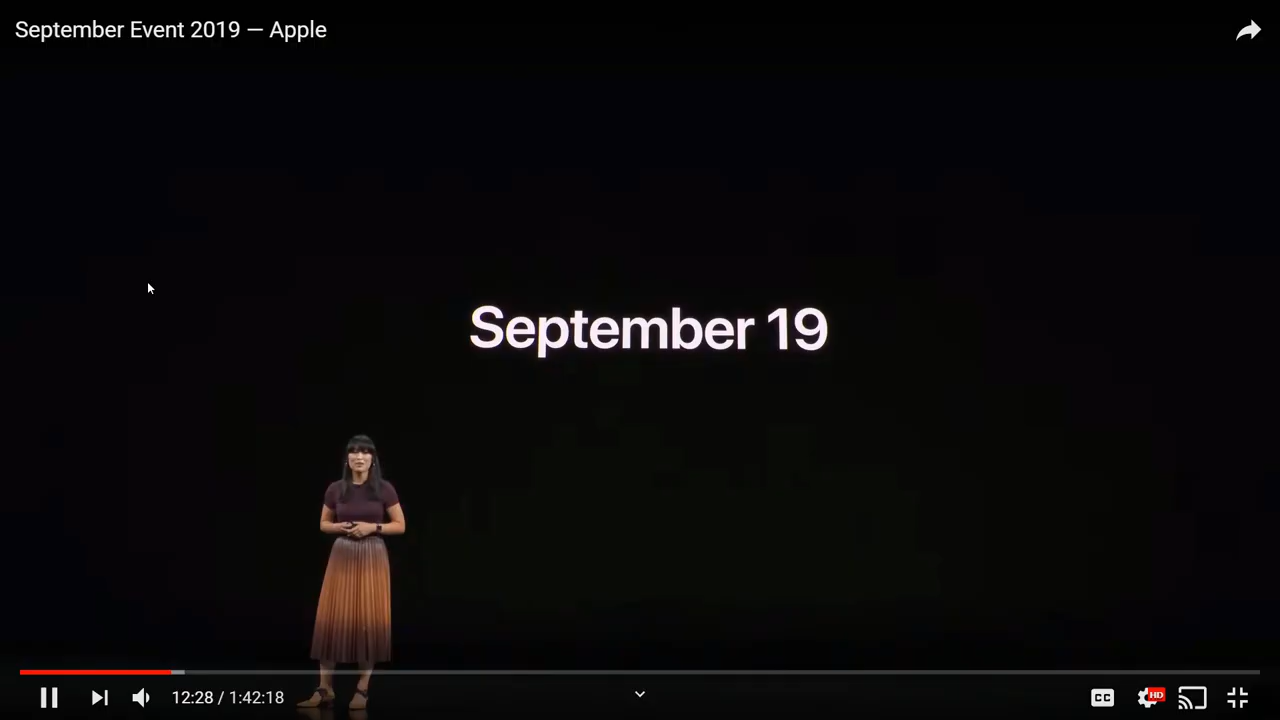 September Event 2019 — Apple
September 19
12:28 / 1:42:18
CC
HD